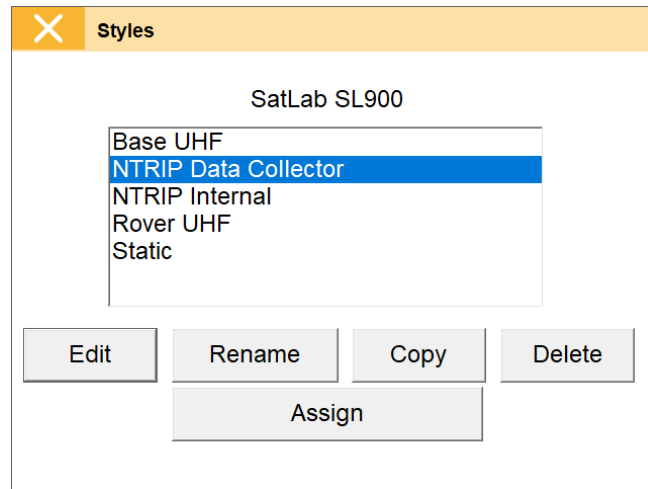 Styles
SatLab SL900
Base UHF
NTRIP Data Collector
NTRIP Internal
Rover UHF
Static
Edit Rename Copy Delete
Assign